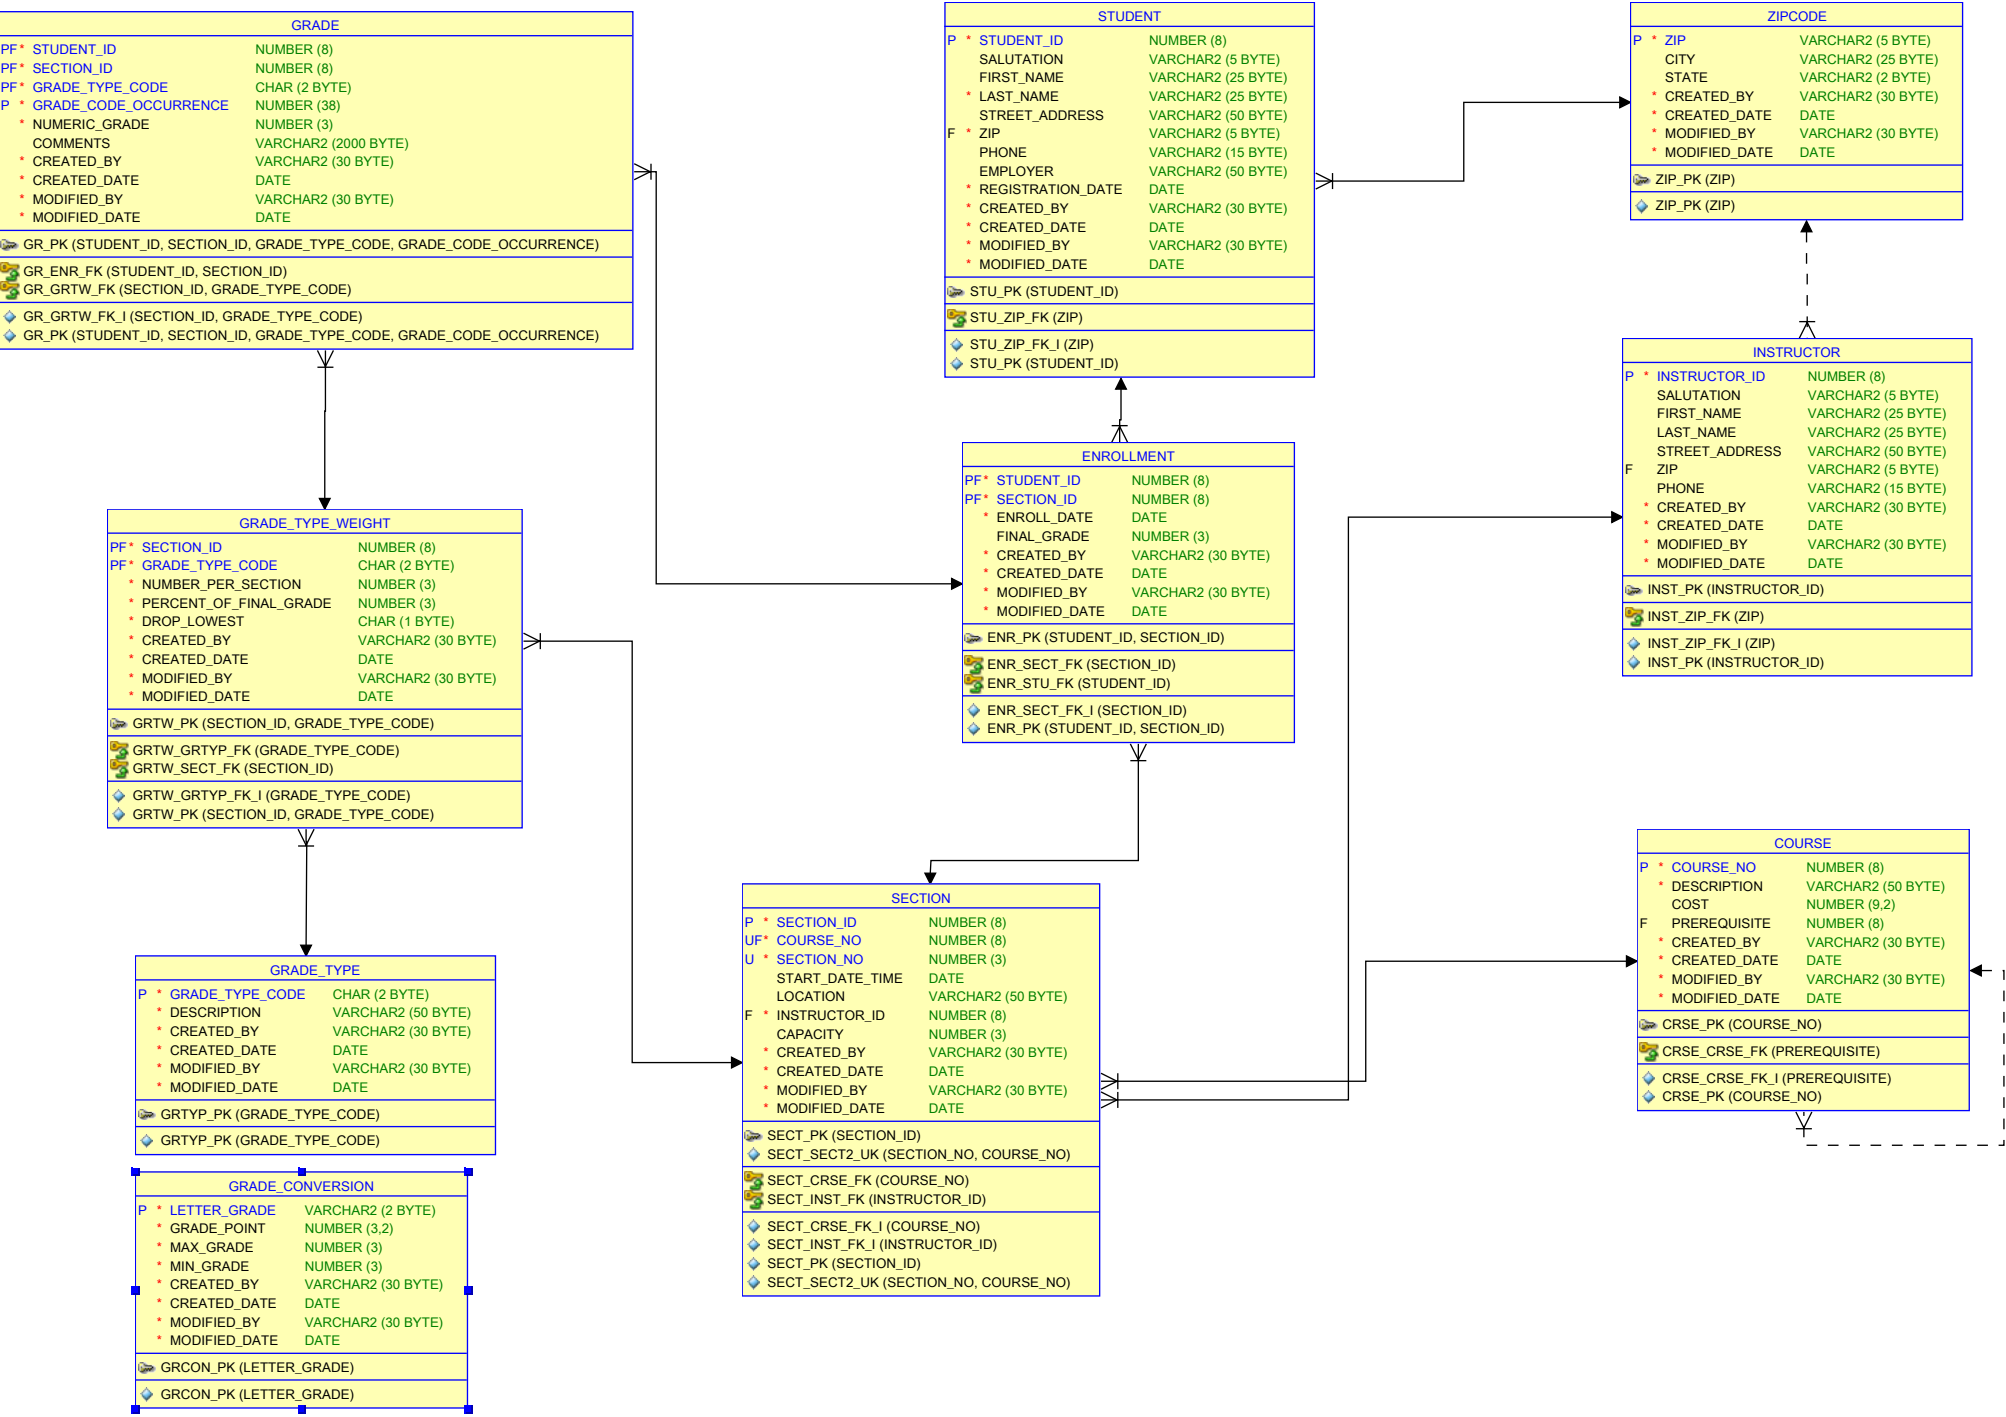 GRADE
PF* STUDENT_ID NUMBER (8)
PF* SECTION_ID NUMBER (8)
PF* GRADE_TYPE_CODE CHAR (2 BYTE)
P * GRADE_CODE_OCCURRENCE NUMBER (38)
* NUMERIC_GRADE NUMBER (3)
COMMENTS VARCHAR2 (2000 BYTE)
* CREATED_BY VARCHAR2 (30 BYTE)
* CREATED_DATE DATE
* MODIFIED_BY VARCHAR2 (30 BYTE)
* MODIFIED_DATE DATE
GR_PK (STUDENT_ID, SECTION_ID, GRADE_TYPE_CODE, GRADE_CODE_OCCURRENCE)
GR_ENR_FK (STUDENT_ID, SECTION_ID)
GR_GRTW_FK (SECTION_ID, GRADE_TYPE_CODE)
GR_GRTW_FK_I (SECTION_ID, GRADE_TYPE_CODE)
GR_PK (STUDENT_ID, SECTION_ID, GRADE_TYPE_CODE, GRADE_CODE_OCCURRENCE)
STUDENT
P * STUDENT_ID NUMBER (8)
SALUTATION VARCHAR2 (5 BYTE)
FIRST_NAME VARCHAR2 (25 BYTE)
* LAST_NAME VARCHAR2 (25 BYTE)
STREET_ADDRESS VARCHAR2 (50 BYTE)
F * ZIP VARCHAR2 (5 BYTE)
PHONE VARCHAR2 (15 BYTE)
EMPLOYER VARCHAR2 (50 BYTE)
* REGISTRATION_DATE DATE
* CREATED_BY VARCHAR2 (30 BYTE)
* CREATED_DATE DATE
* MODIFIED_BY VARCHAR2 (30 BYTE)
* MODIFIED_DATE DATE
STU_PK (STUDENT_ID)
STU_ZIP_FK (ZIP)
STU_ZIP_FK_I (ZIP)
STU_PK (STUDENT_ID)
ZIPCODE
P * ZIP VARCHAR2 (5 BYTE)
CITY VARCHAR2 (25 BYTE)
STATE VARCHAR2 (2 BYTE)
* CREATED_BY VARCHAR2 (30 BYTE)
* CREATED_DATE DATE
* MODIFIED_BY VARCHAR2 (30 BYTE)
* MODIFIED_DATE DATE
ZIP_PK (ZIP)
ZIP_PK (ZIP)
INSTRUCTOR
P * INSTRUCTOR_ID NUMBER (8)
SALUTATION VARCHAR2 (5 BYTE)
FIRST_NAME VARCHAR2 (25 BYTE)
LAST_NAME VARCHAR2 (25 BYTE)
STREET_ADDRESS VARCHAR2 (50 BYTE)
F ZIP VARCHAR2 (5 BYTE)
PHONE VARCHAR2 (15 BYTE)
* CREATED_BY VARCHAR2 (30 BYTE)
* CREATED_DATE DATE
* MODIFIED_BY VARCHAR2 (30 BYTE)
* MODIFIED_DATE DATE
INST_PK (INSTRUCTOR_ID)
INST_ZIP_FK (ZIP)
INST_ZIP_FK_I (ZIP)
INST_PK (INSTRUCTOR_ID)
ENROLLMENT
PF* STUDENT_ID NUMBER (8)
PF* SECTION_ID NUMBER (8)
* ENROLL_DATE DATE
FINAL_GRADE NUMBER (3)
* CREATED_BY VARCHAR2 (30 BYTE)
* CREATED_DATE DATE
* MODIFIED_BY VARCHAR2 (30 BYTE)
* MODIFIED_DATE DATE
ENR_PK (STUDENT_ID, SECTION_ID)
ENR_SECT_FK (SECTION_ID)
ENR_STU_FK (STUDENT_ID)
ENR_SECT_FK_I (SECTION_ID)
ENR_PK (STUDENT_ID, SECTION_ID)
GRADE_TYPE_WEIGHT
PF* SECTION_ID NUMBER (8)
PF* GRADE_TYPE_CODE CHAR (2 BYTE)
* NUMBER_PER_SECTION NUMBER (3)
* PERCENT_OF_FINAL_GRADE NUMBER (3)
* DROP_LOWEST CHAR (1 BYTE)
* CREATED_BY VARCHAR2 (30 BYTE)
* CREATED_DATE DATE
* MODIFIED_BY VARCHAR2 (30 BYTE)
* MODIFIED_DATE DATE
GRTW_PK (SECTION_ID, GRADE_TYPE_CODE)
GRTW_GRTYP_FK (GRADE_TYPE_CODE)
GRTW_SECT_FK (SECTION_ID)
GRTW_GRTYP_FK_I (GRADE_TYPE_CODE)
GRTW_PK (SECTION_ID, GRADE_TYPE_CODE)
COURSE
P * COURSE_NO NUMBER (8)
* DESCRIPTION VARCHAR2 (50 BYTE)
COST NUMBER (9,2)
F PREREQUISITE NUMBER (8)
* CREATED_BY VARCHAR2 (30 BYTE)
* CREATED_DATE DATE
* MODIFIED_BY VARCHAR2 (30 BYTE)
* MODIFIED_DATE DATE
CRSE_PK (COURSE_NO)
CRSE_CRSE_FK (PREREQUISITE)
CRSE_CRSE_FK_I (PREREQUISITE)
CRSE_PK (COURSE_NO)
SECTION
P * SECTION_ID NUMBER (8)
UF* COURSE_NO NUMBER (8)
U * SECTION_NO NUMBER (3)
START_DATE_TIME DATE
LOCATION VARCHAR2 (50 BYTE)
F * INSTRUCTOR_ID NUMBER (8)
CAPACITY NUMBER (3)
* CREATED_BY VARCHAR2 (30 BYTE)
* CREATED_DATE DATE
* MODIFIED_BY VARCHAR2 (30 BYTE)
* MODIFIED_DATE DATE
SECT_PK (SECTION_ID)
SECT_SECT2_UK (SECTION_NO, COURSE_NO)
SECT_CRSE_FK (COURSE_NO)
SECT_INST_FK (INSTRUCTOR_ID)
SECT_CRSE_FK_I (COURSE_NO)
SECT_INST_FK_I (INSTRUCTOR_ID)
SECT_PK (SECTION_ID)
SECT_SECT2_UK (SECTION_NO, COURSE_NO)
GRADE_TYPE
P * GRADE_TYPE_CODE CHAR (2 BYTE)
* DESCRIPTION VARCHAR2 (50 BYTE)
* CREATED_BY VARCHAR2 (30 BYTE)
* CREATED_DATE DATE
* MODIFIED_BY VARCHAR2 (30 BYTE)
* MODIFIED_DATE DATE
GRTYP_PK (GRADE_TYPE_CODE)
GRTYP_PK (GRADE_TYPE_CODE)
GRADE_CONVERSION
P * LETTER_GRADE VARCHAR2 (2 BYTE)
* GRADE_POINT NUMBER (3,2)
* MAX_GRADE NUMBER (3)
* MIN_GRADE NUMBER (3)
* CREATED_BY VARCHAR2 (30 BYTE)
* CREATED_DATE DATE
* MODIFIED_BY VARCHAR2 (30 BYTE)
* MODIFIED_DATE DATE
GRCON_PK (LETTER_GRADE)
GRCON_PK (LETTER_GRADE)